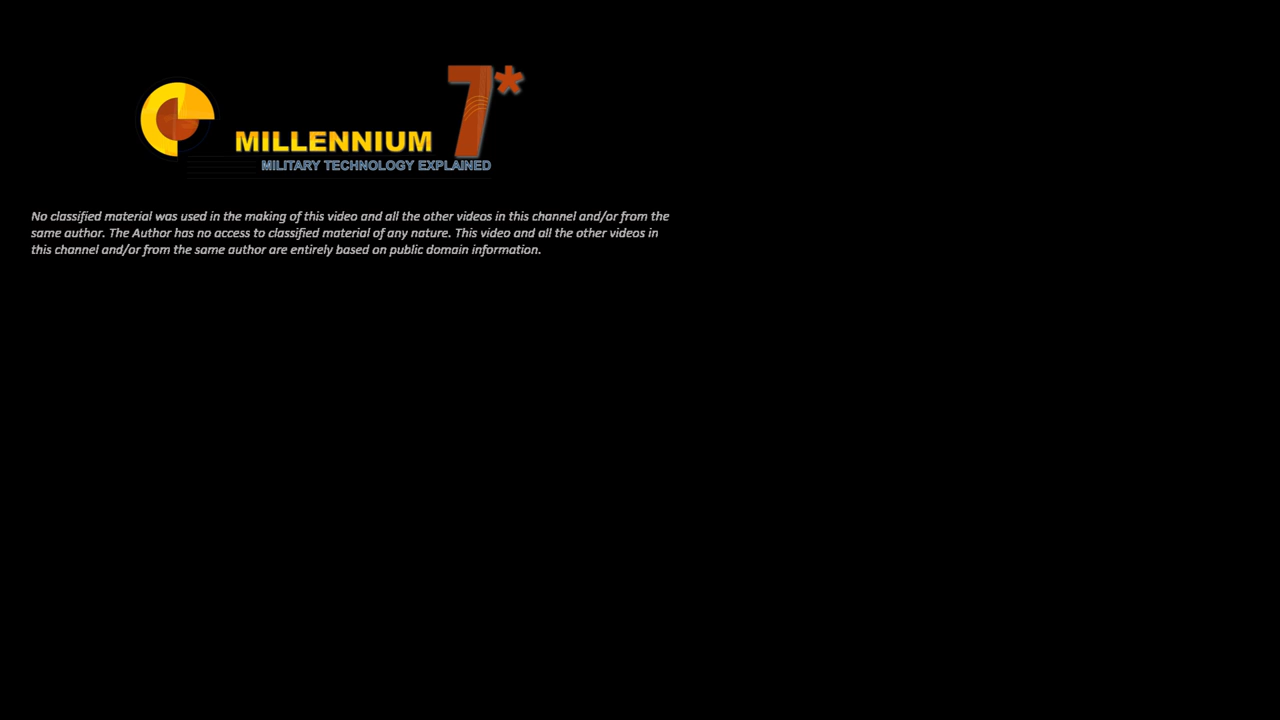 7*
MILLENNIUM
MILITARY TECHNOLOGY EXPLAINED
No classified material was used in the making of this video and all the other videos in this channel and/or from the
same author. The Author has no access to classified material of any nature. This video and all the other videos in
this channel and/or from the same author are entirely based on public domain information.